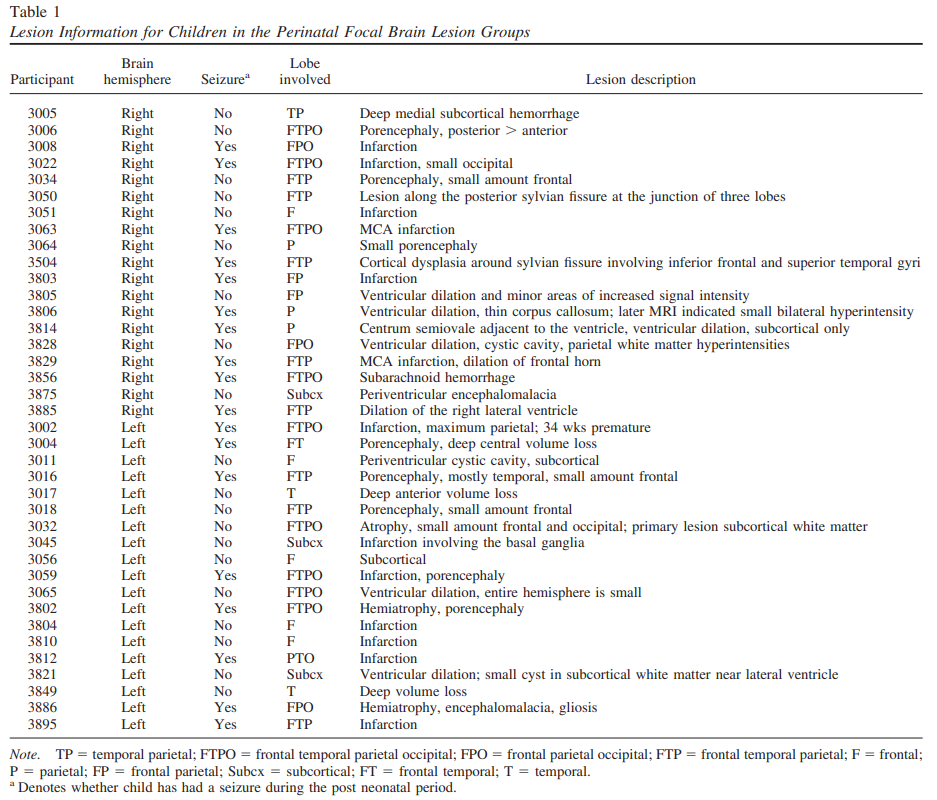 Table 1
Lesion Information for Children in the Perinatal Focal Brain Lesion Groups
Participant Brain hemisphere Seizureᵃ Lobe involved Lesion description
3005 Right No TP Deep medial subcortical hemorrhage
3006 Right No FTPO Porencephaly, posterior > anterior
3008 Right Yes FPO Infarction
3022 Right Yes FTPO Infarction, small occipital
3034 Right No FTP Porencephaly, small amount frontal
3050 Right No FTP Lesion along the posterior sylvian fissure at the junction of three lobes
3051 Right No F Infarction
3063 Right Yes FTPO MCA infarction
3064 Right No P Small porencephaly
3504 Right Yes FTP Cortical dysplasia around sylvian fissure involving inferior frontal and superior temporal gyri
3803 Right Yes FP Infarction
3805 Right No FP Ventricular dilation and minor areas of increased signal intensity
3806 Right Yes P Ventricular dilation, thin corpus callosum; later MRI indicated small bilateral hyperintensity
3814 Right Yes P Centrum semiovale adjacent to the ventricle, ventricular dilation, subcortical only
3828 Right No FPO Ventricular dilation, cystic cavity, parietal white matter hyperintensities
3829 Right Yes FTP MCA infarction, dilation of frontal horn
3856 Right Yes FTPO Subarachnoid hemorrhage
3875 Right No Subcx Periventricular encephalomalacia
3885 Right Yes FTP Dilation of the right lateral ventricle
3002 Left Yes FTPO Infarction, maximum parietal; 34 wks premature
3004 Left Yes FT Porencephaly, deep central volume loss
3011 Left No F Periventricular cystic cavity, subcortical
3016 Left Yes FTP Porencephaly, mostly temporal, small amount frontal
3017 Left No T Deep anterior volume loss
3018 Left No FTP Porencephaly, small amount frontal
3032 Left No FTPO Atrophy, small amount frontal and occipital; primary lesion subcortical white matter
3045 Left No Subcx Infarction involving the basal ganglia
3056 Left No F Subcortical
3059 Left Yes FTPO Infarction, porencephaly
3065 Left No FTPO Ventricular dilation, entire hemisphere is small
3802 Left Yes FTPO Hemiatrophy, porencephaly
3804 Left No F Infarction
3810 Left No F Infarction
3812 Left Yes PTO Infarction
3821 Left No Subcx Ventricular dilation; small cyst in subcortical white matter near lateral ventricle
3849 Left No T Deep volume loss
3886 Left Yes FPO Hemiatrophy, encephalomalacia, gliosis
3895 Left Yes FTP Infarction
Note. TP = temporal parietal; FTPO = frontal temporal parietal occipital; FPO = frontal parietal occipital; FTP = frontal temporal parietal; F = frontal;
P = parietal; FP = frontal parietal; Subcx = subcortical; FT = frontal temporal; T = temporal.
ᵃ Denotes whether child has had a seizure during the post neonatal period.